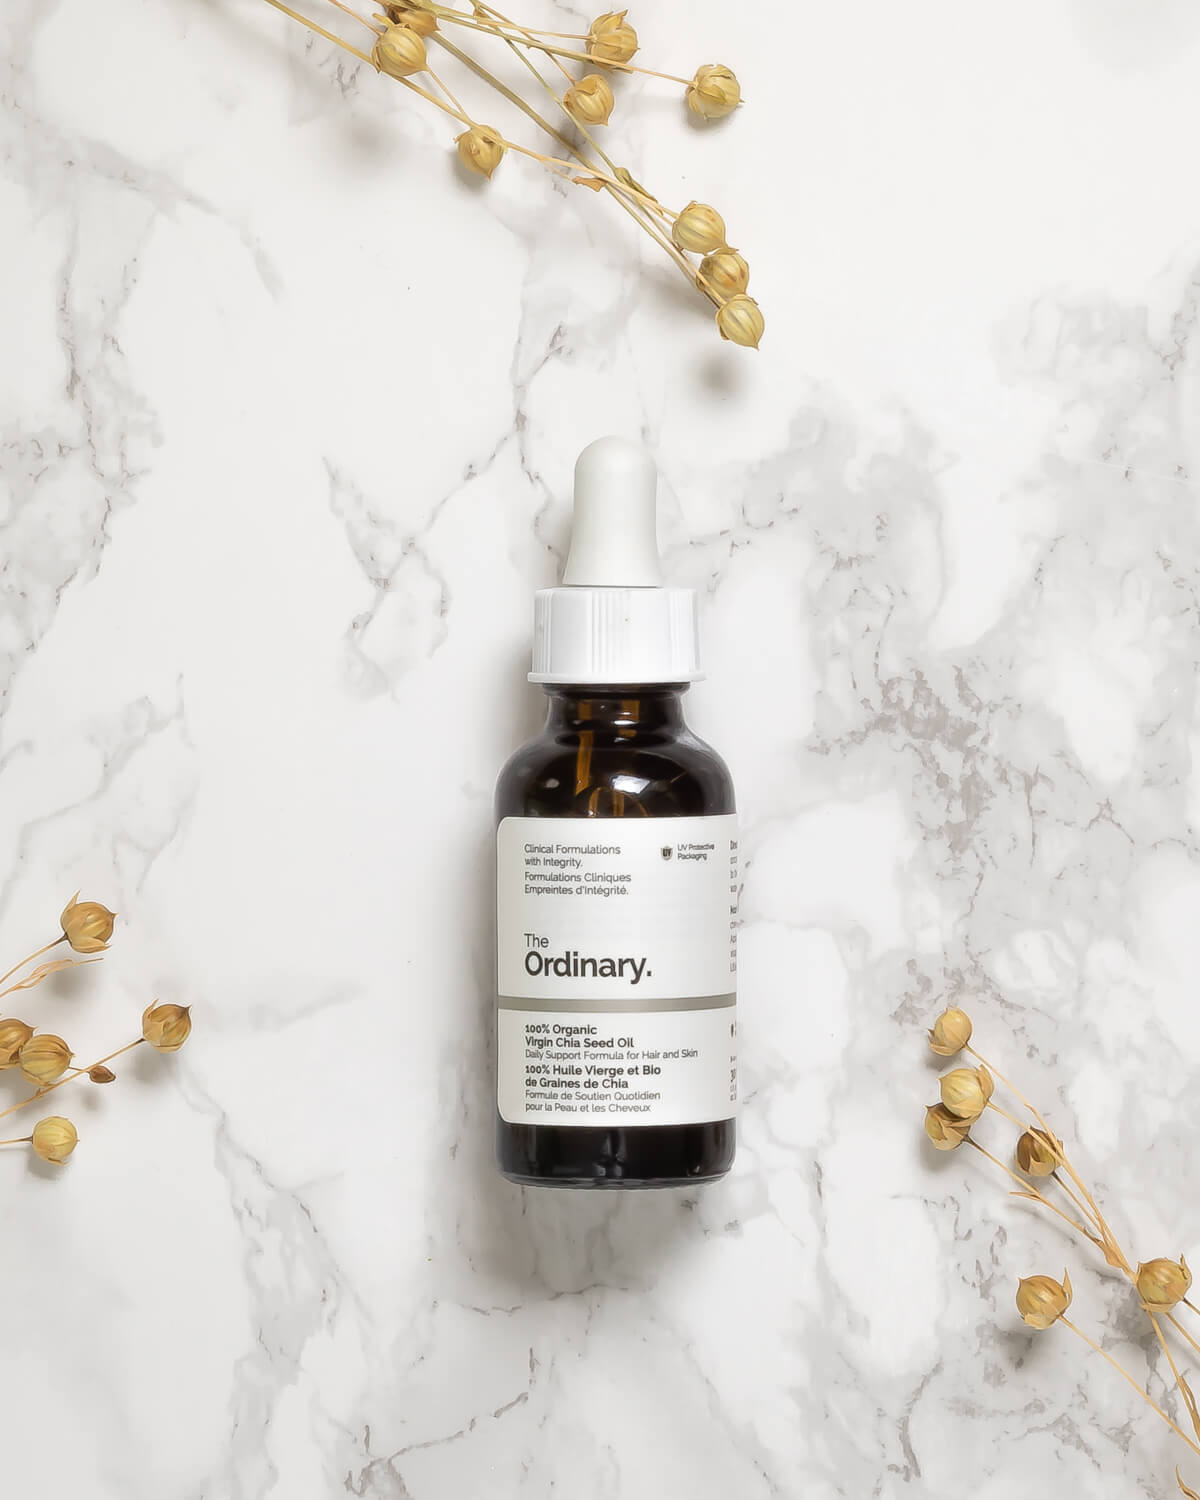 Clinical Formulations
with Integrity.
Formulations Cliniques
Empreintes d'Intégrité.
UV
UV Protective
Packaging
The
Ordinary.
100% Organic
Virgin Chia Seed Oil
Daily Support Formula for Hair and Skin
100% Huile Vierge et Bio
de Graines de Chia
Formule de Soutien Quotidien
pour la Peau et les Cheveux